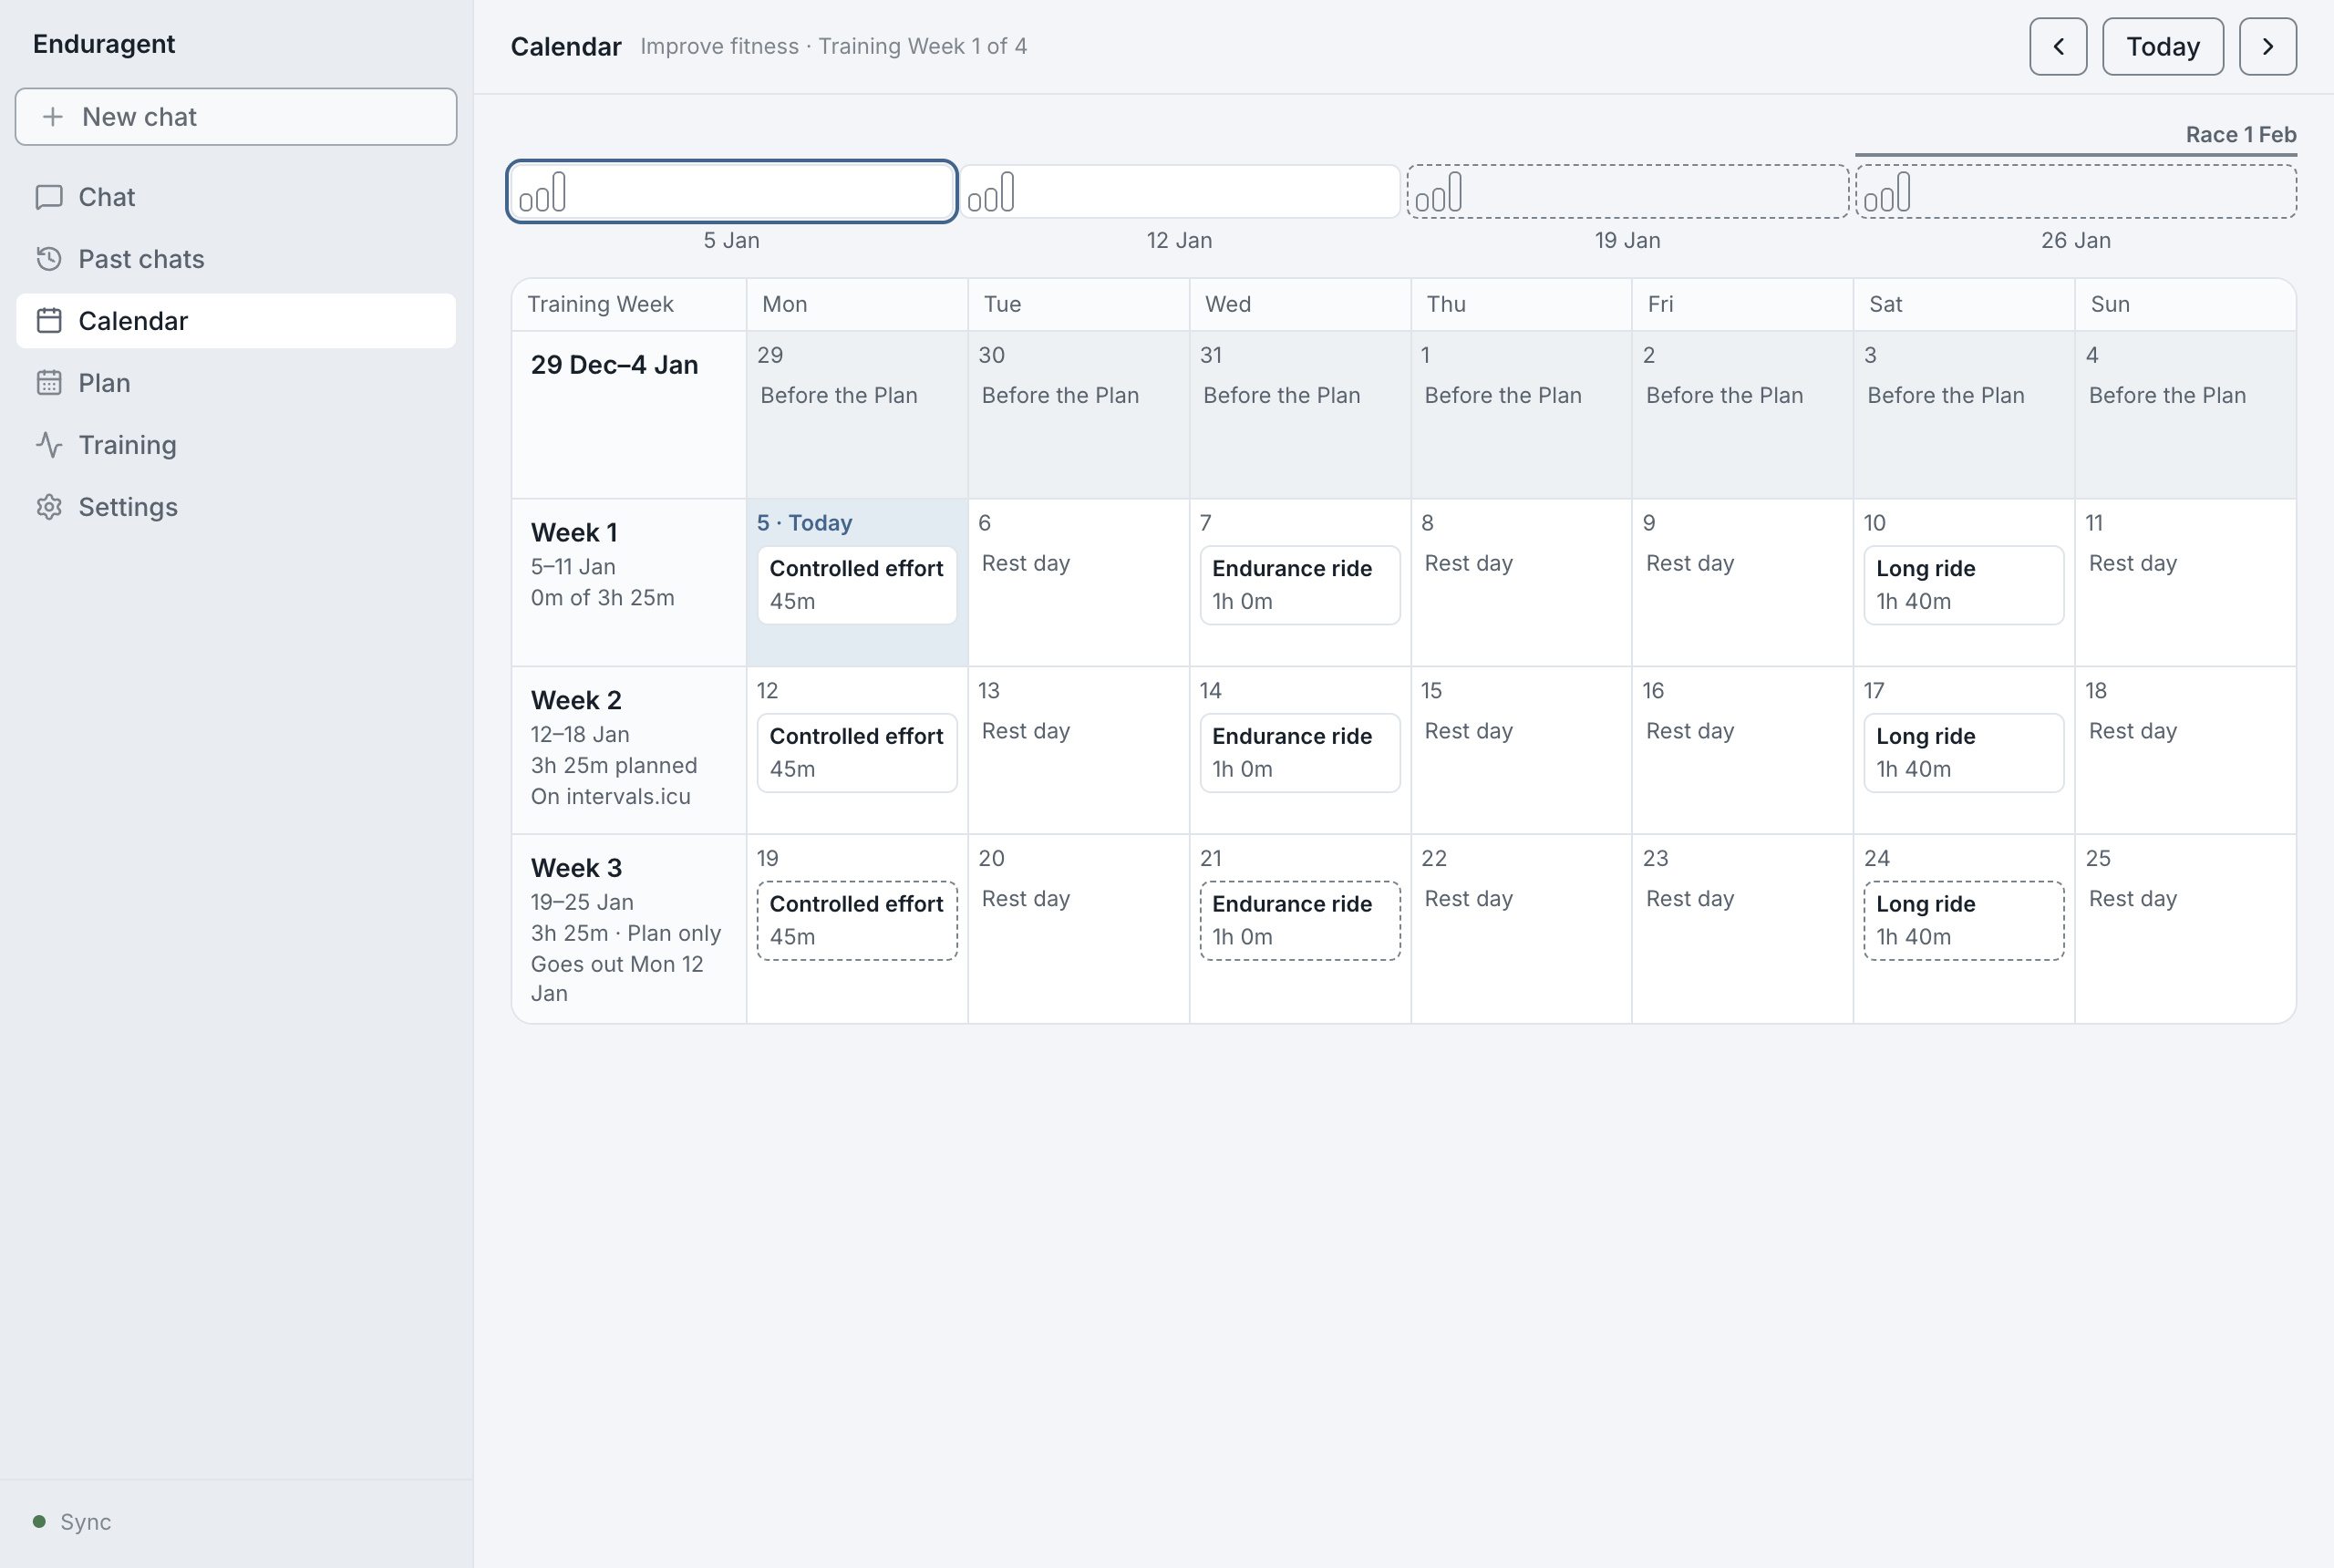 Enduragent
New chat
Chat
Past chats
Calendar
Plan
Training
Settings
Sync
Calendar Improve fitness · Training Week 1 of 4
Today
Race 1 Feb
5 Jan 12 Jan 19 Jan 26 Jan
Training Week Mon Tue Wed Thu Fri Sat Sun
29 Dec–4 Jan
29 30 31 1 2 3 4
Before the Plan Before the Plan Before the Plan Before the Plan Before the Plan Before the Plan Before the Plan
Week 1
5–11 Jan
0m of 3h 25m
5 · Today
Controlled effort
45m
6
Rest day
7
Endurance ride
1h 0m
8
Rest day
9
Rest day
10
Long ride
1h 40m
11
Rest day
Week 2
12–18 Jan
3h 25m planned
On intervals.icu
12
Controlled effort
45m
13
Rest day
14
Endurance ride
1h 0m
15
Rest day
16
Rest day
17
Long ride
1h 40m
18
Rest day
Week 3
19–25 Jan
3h 25m · Plan only
Goes out Mon 12
Jan
19
Controlled effort
45m
20
Rest day
21
Endurance ride
1h 0m
22
Rest day
23
Rest day
24
Long ride
1h 40m
25
Rest day